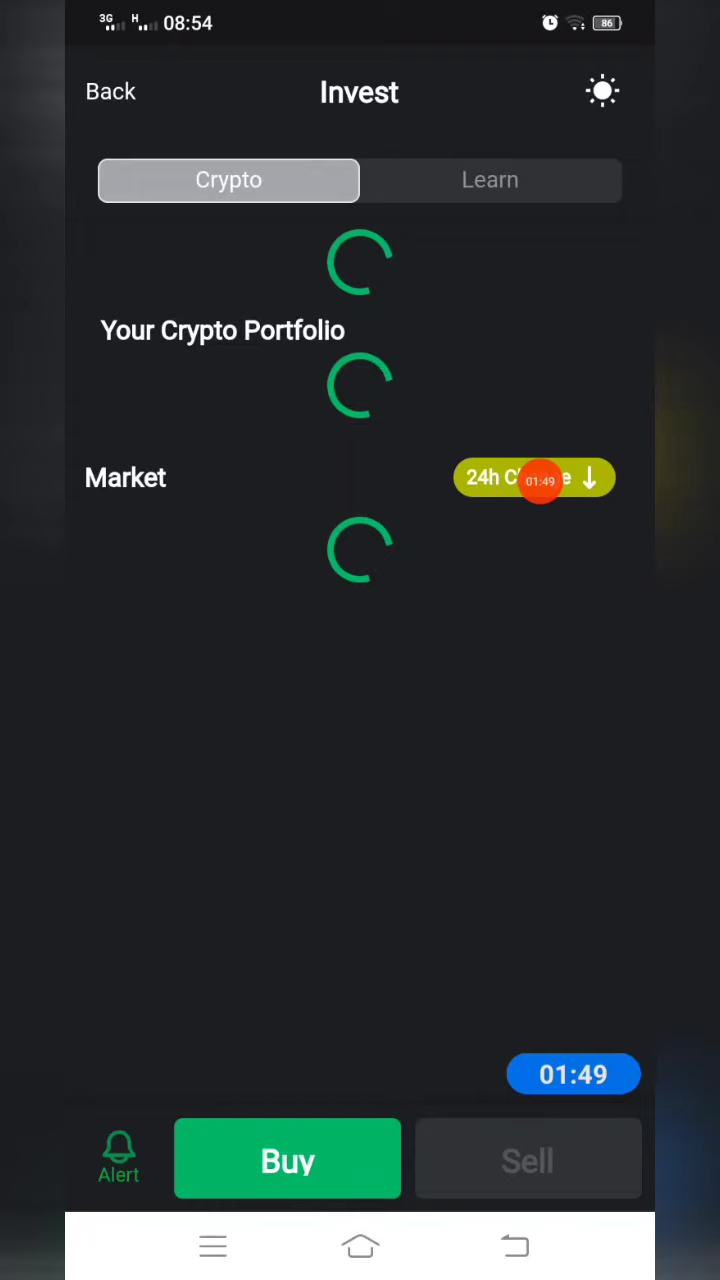 3G H 08:54 86
Back Invest
Crypto Learn
Your Crypto Portfolio
Market 24h
01:49
01:49
Alert Buy Sell